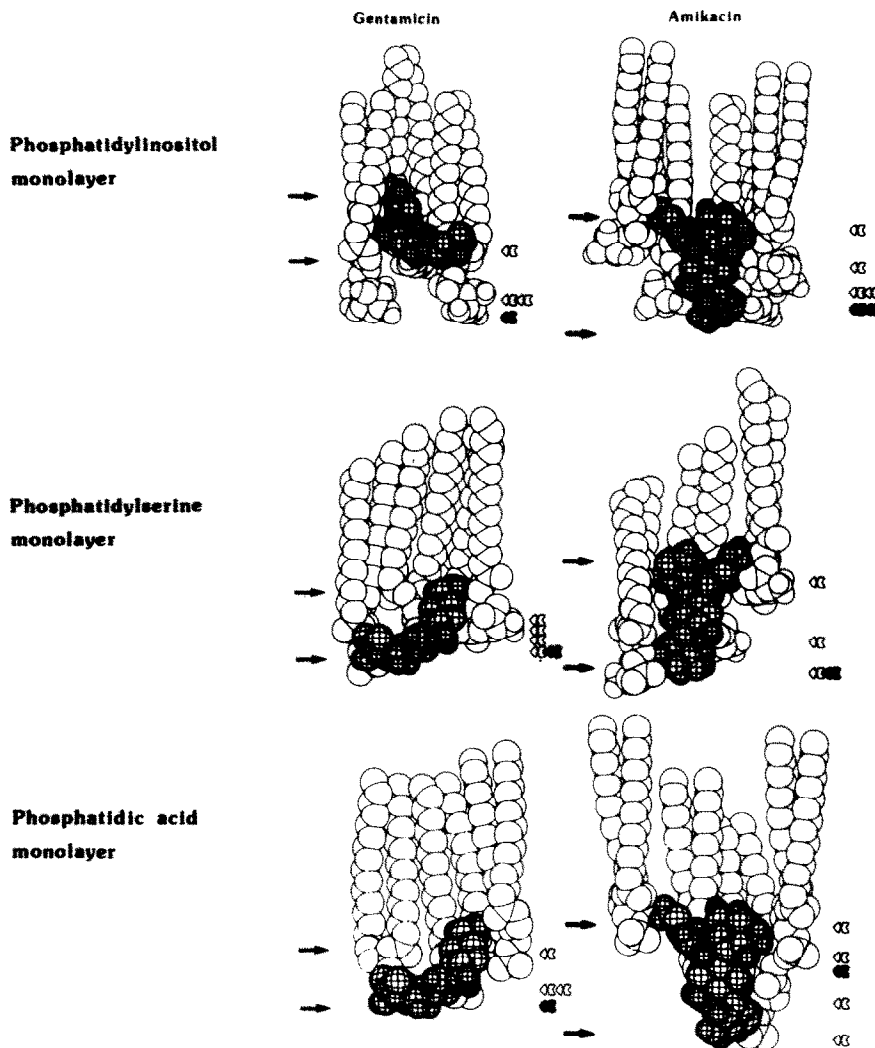 Gentamicin
Amikacin
Phosphatidylinositol
monolayer
Phosphatidylserine
monolayer
Phosphatidic acid
monolayer